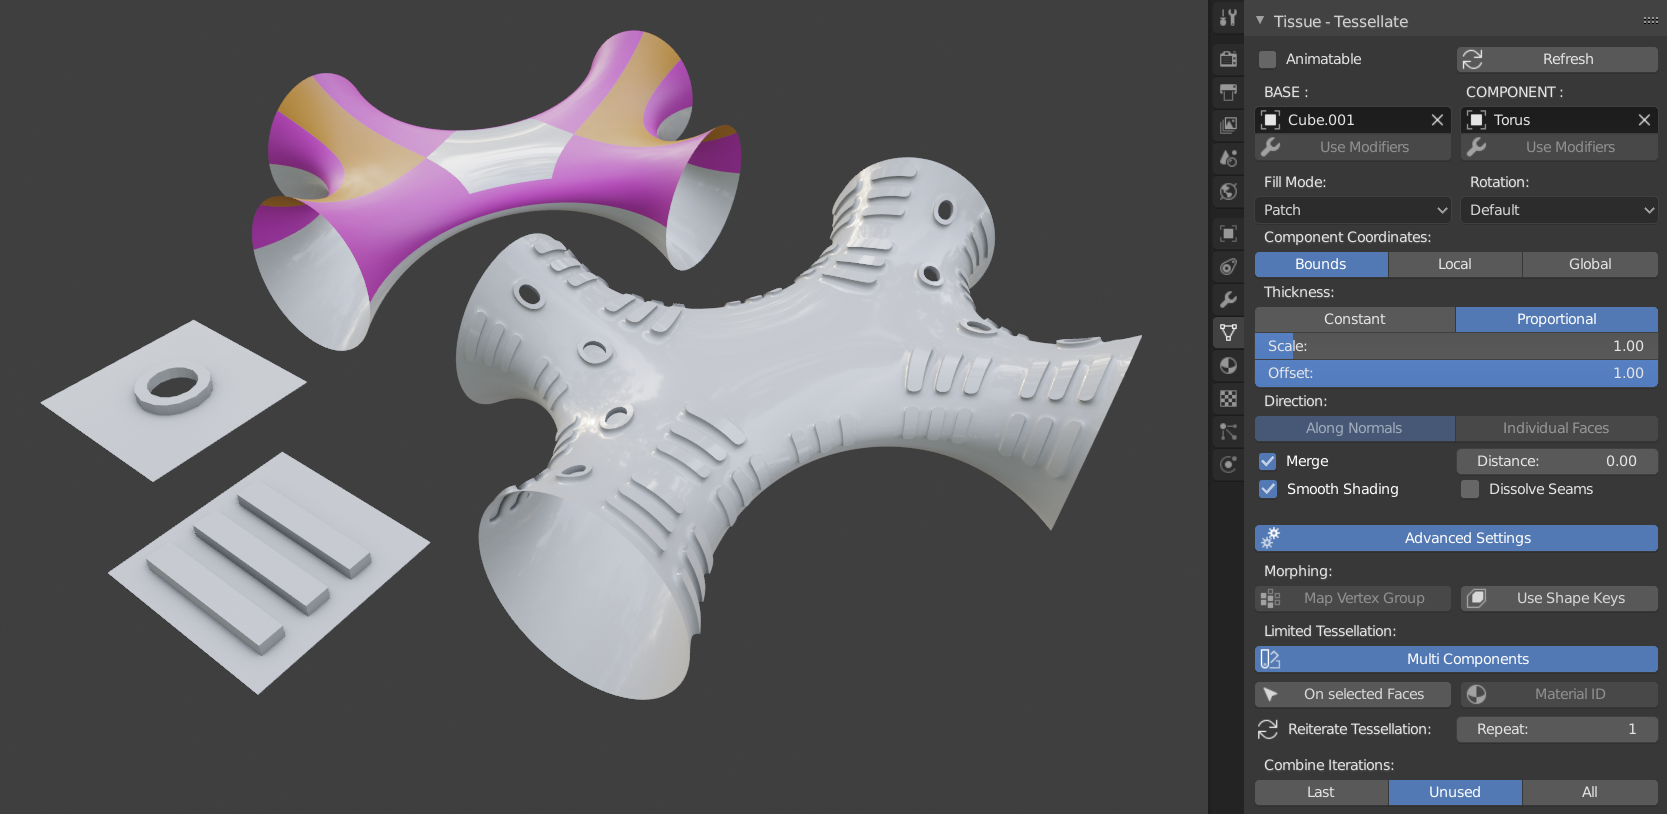 Tissue - Tessellate
Animatable Refresh
BASE : COMPONENT :
Cube.001 Torus
Use Modifiers Use Modifiers
Fill Mode: Rotation:
Patch Default
Component Coordinates:
Bounds Local Global
Thickness:
Constant Proportional
Scale: 1.00
Offset: 1.00
Direction:
Along Normals Individual Faces
Merge Distance: 0.00
Smooth Shading Dissolve Seams
Advanced Settings
Morphing:
Map Vertex Group Use Shape Keys
Limited Tessellation:
Multi Components
On selected Faces Material ID
Reiterate Tessellation: Repeat: 1
Combine Iterations:
Last Unused All